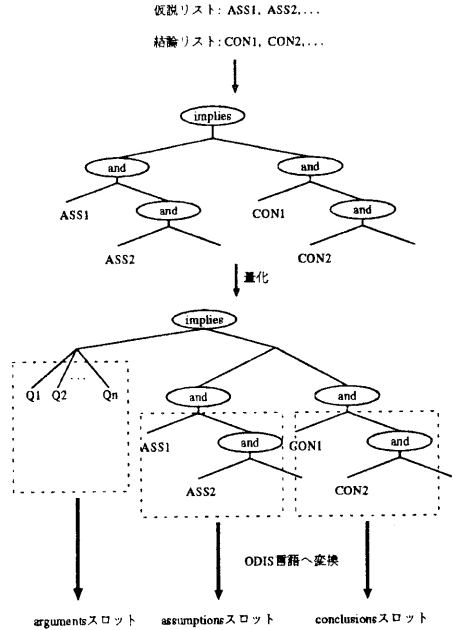 仮説リスト: ASS1, ASS2,...
結論リスト: CON1, CON2,...
implies
and
and
ASS1
and
CON1
and
ASS2
CON2
量化
implies
Q1 Q2 ... Qn
and
and
ASS1
and
CON1
and
ASS2
CON2
ODIS言語へ変換
argumentsスロット
assumptionsスロット
conclusionsスロット